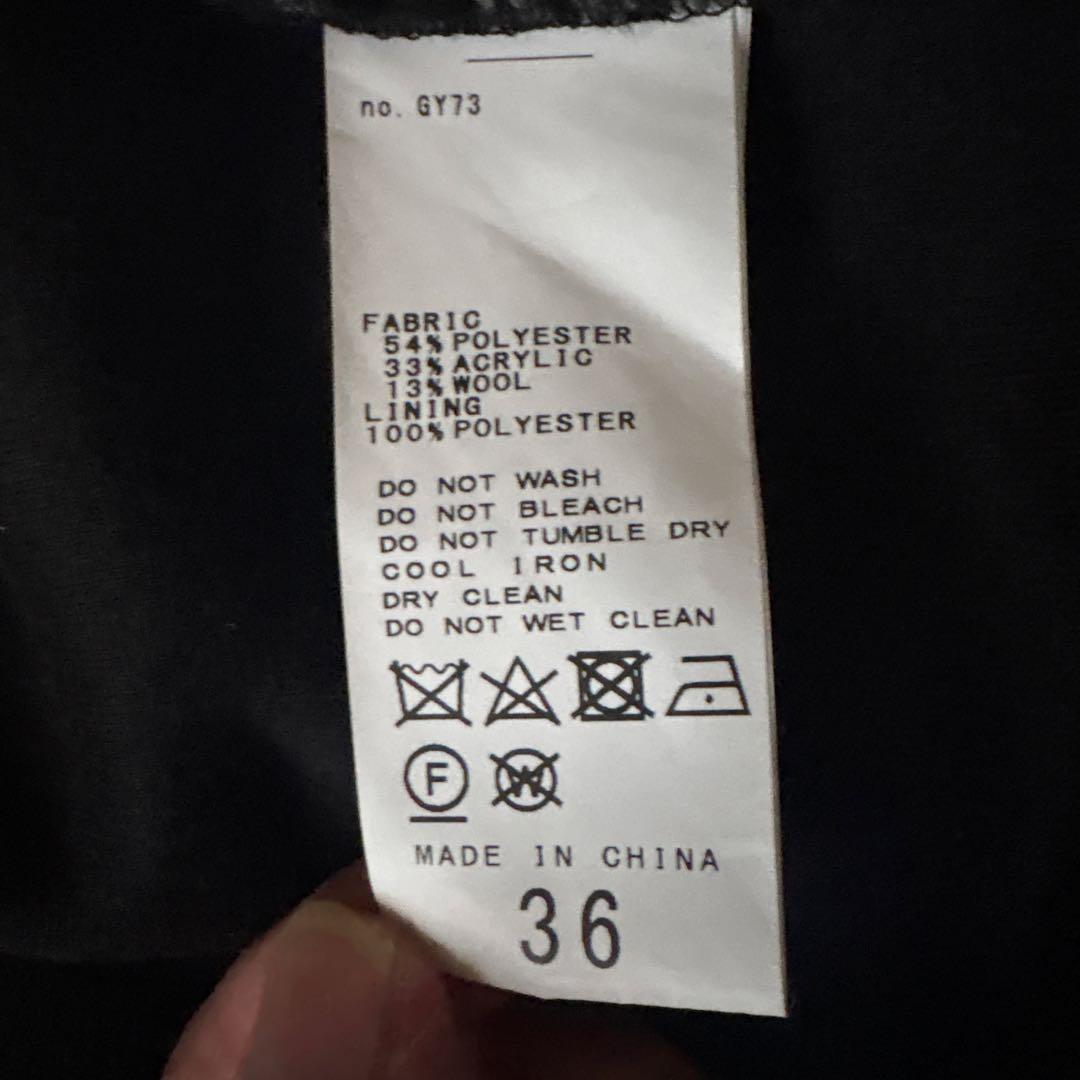 no. GY73
FABRIC
54% POLYESTER
33% ACRYLIC
13% WOOL
LINING
100% POLYESTER
DO NOT WASH
DO NOT BLEACH
DO NOT TUMBLE DRY
COOL IRON
DRY CLEAN
DO NOT WET CLEAN
F W
MADE IN CHINA
36